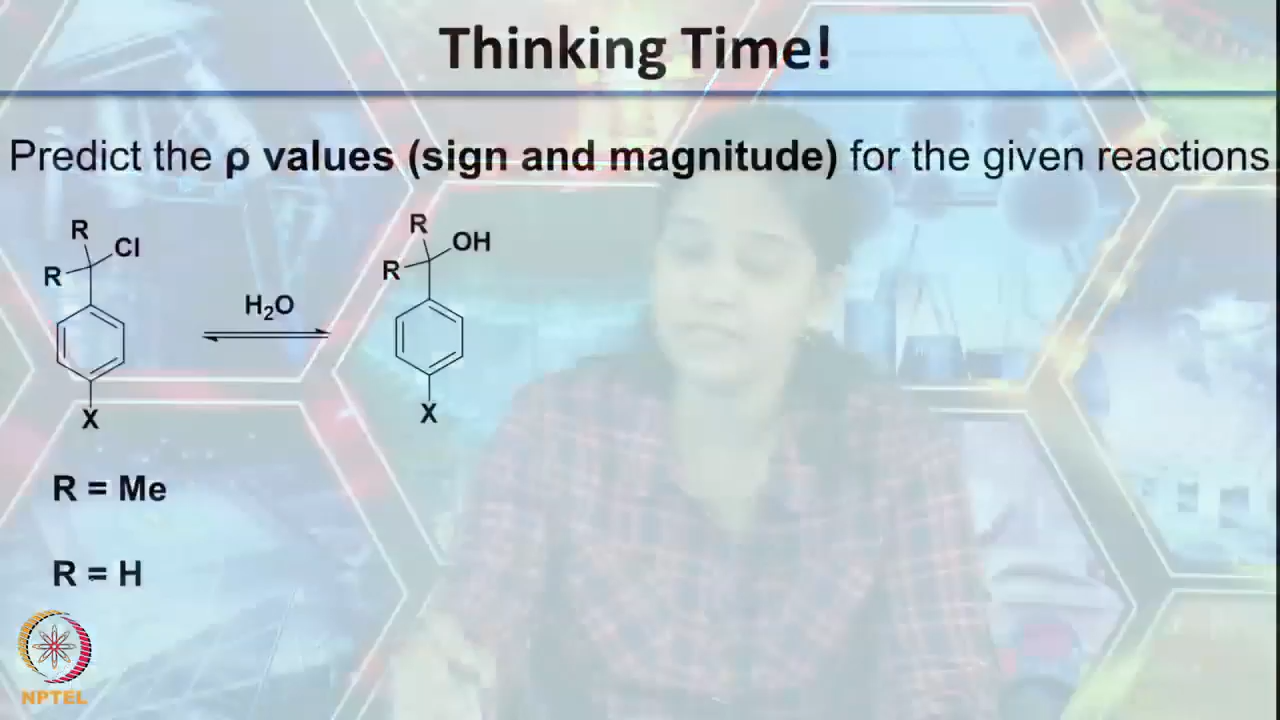 Thinking Time!
Predict the ρ values (sign and magnitude) for the given reactions
R
R
Cl
X
H₂O
R
R
OH
X
R = Me
R = H
NPTEL